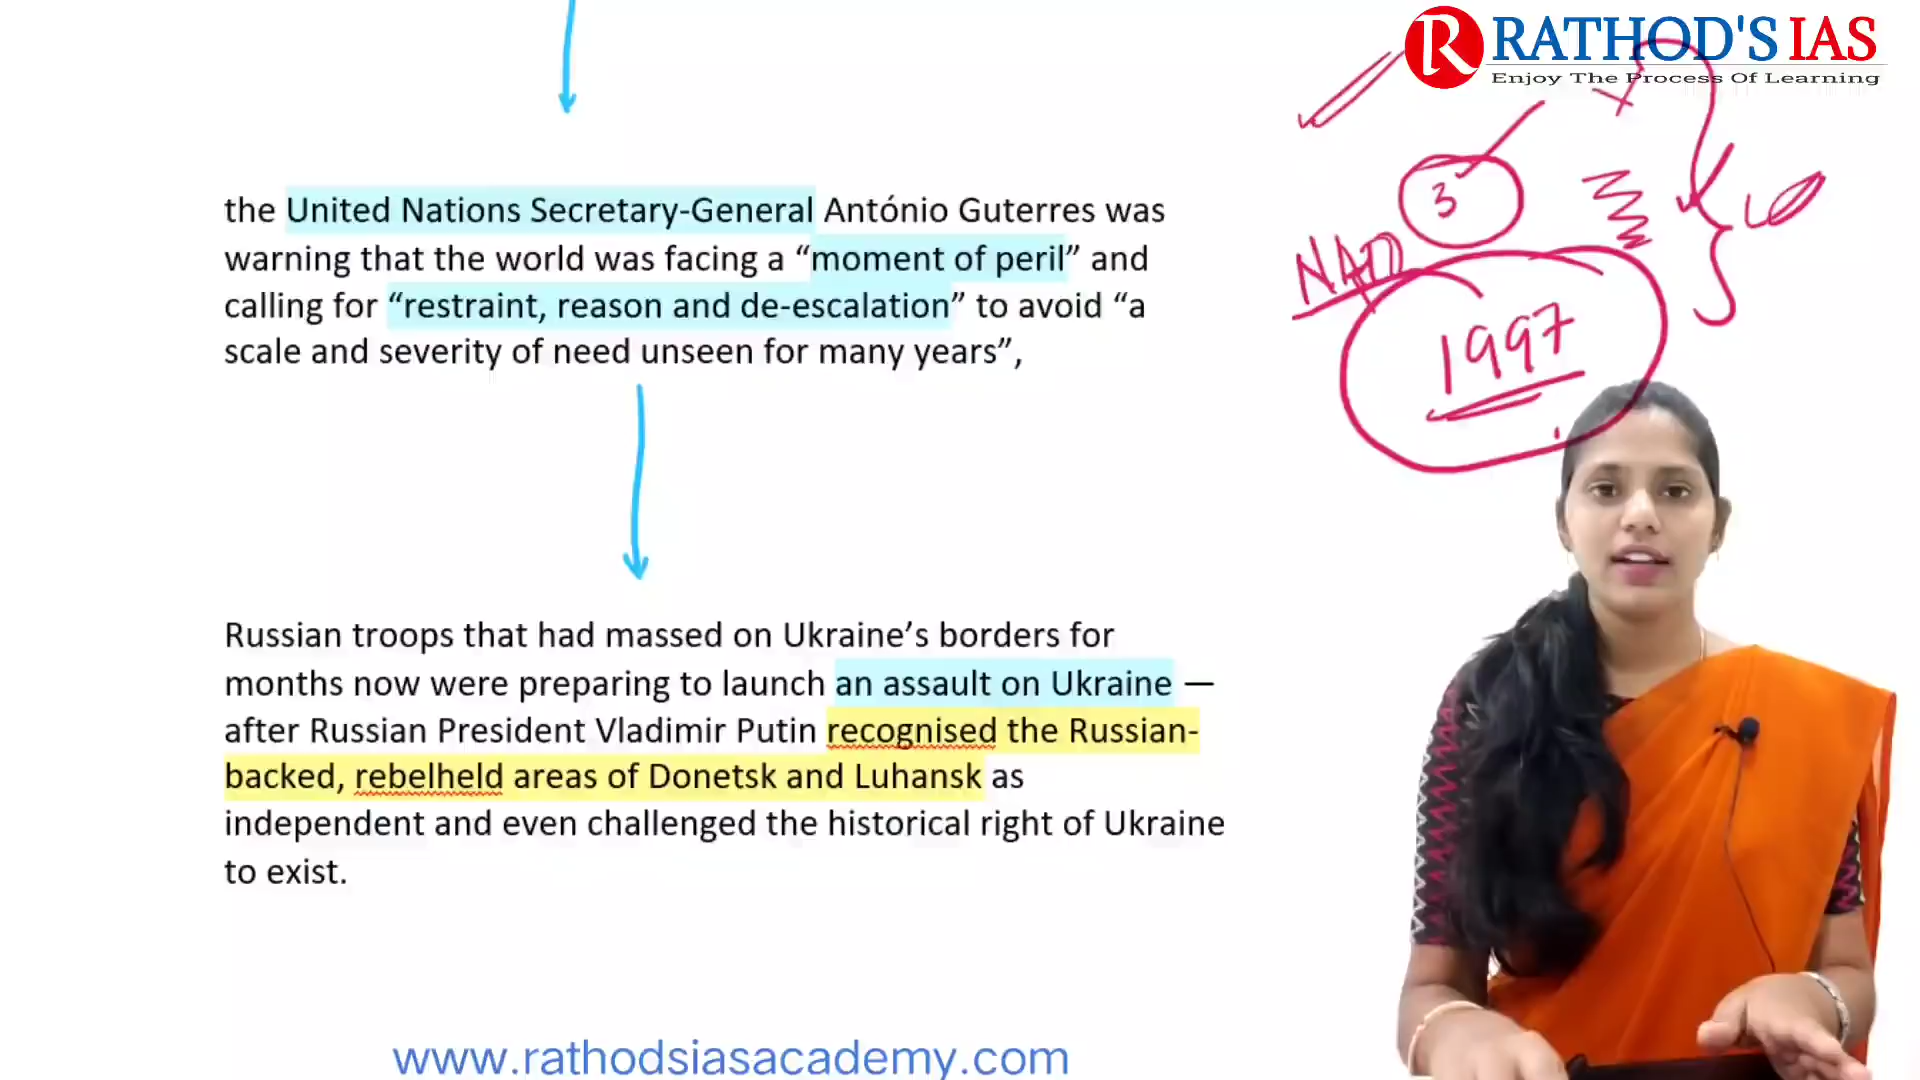 RATHOD'S IAS
Enjoy The Process Of Learning
the United Nations Secretary-General António Guterres was
warning that the world was facing a “moment of peril” and
calling for “restraint, reason and de-escalation” to avoid “a
scale and severity of need unseen for many years”,
3
1997
Russian troops that had massed on Ukraine’s borders for
months now were preparing to launch an assault on Ukraine —
after Russian President Vladimir Putin recognised the Russian-
backed, rebelheld areas of Donetsk and Luhansk as
independent and even challenged the historical right of Ukraine
to exist.
www.rathodsiasacademy.com